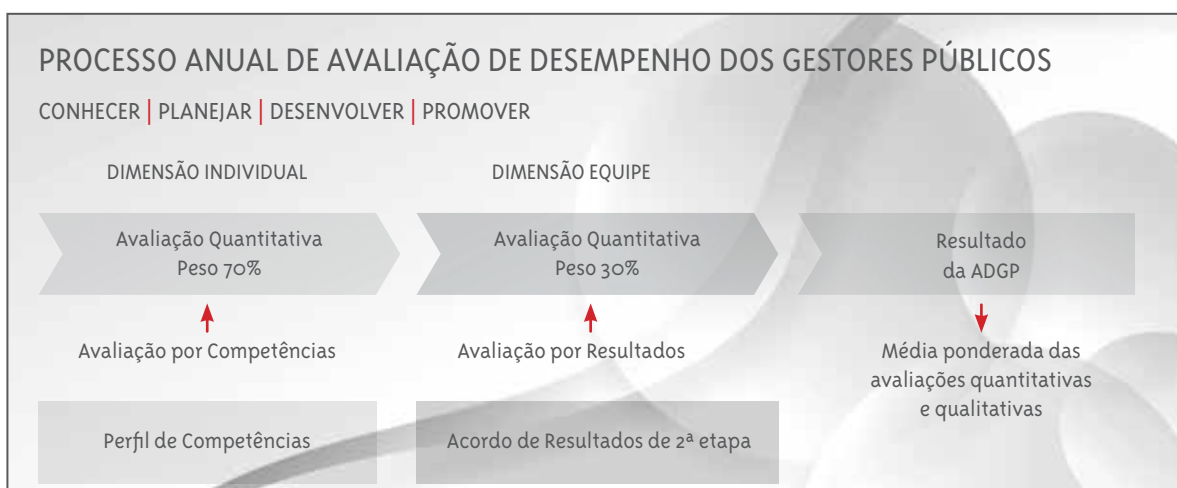 PROCESSO ANUAL DE AVALIAÇÃO DE DESEMPENHO DOS GESTORES PÚBLICOS
CONHECER | PLANEJAR | DESENVOLVER | PROMOVER
DIMENSÃO INDIVIDUAL
Avaliação Quantitativa
Peso 70%
Avaliação por Competências
Perfil de Competências
DIMENSÃO EQUIPE
Avaliação Quantitativa
Peso 30%
Avaliação por Resultados
Acordo de Resultados de 2ª etapa
Resultado
da ADGP
Média ponderada das
avaliações quantitativas
e qualitativas